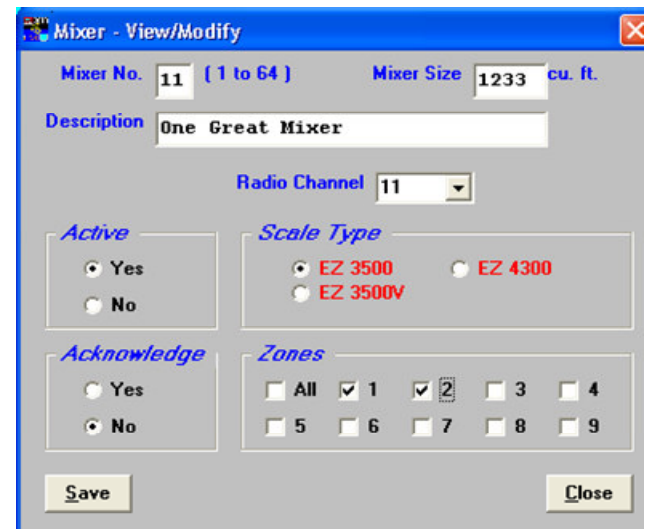 Mixer - View/Modify
Mixer No. 11 ( 1 to 64 ) Mixer Size 1233 cu. ft.
Description One Great Mixer
Radio Channel 11
Active Scale Type
Yes EZ 3500 EZ 4300
No EZ 3500V
Acknowledge Zones
Yes All 1 2 3 4
No 5 6 7 8 9
Save Close